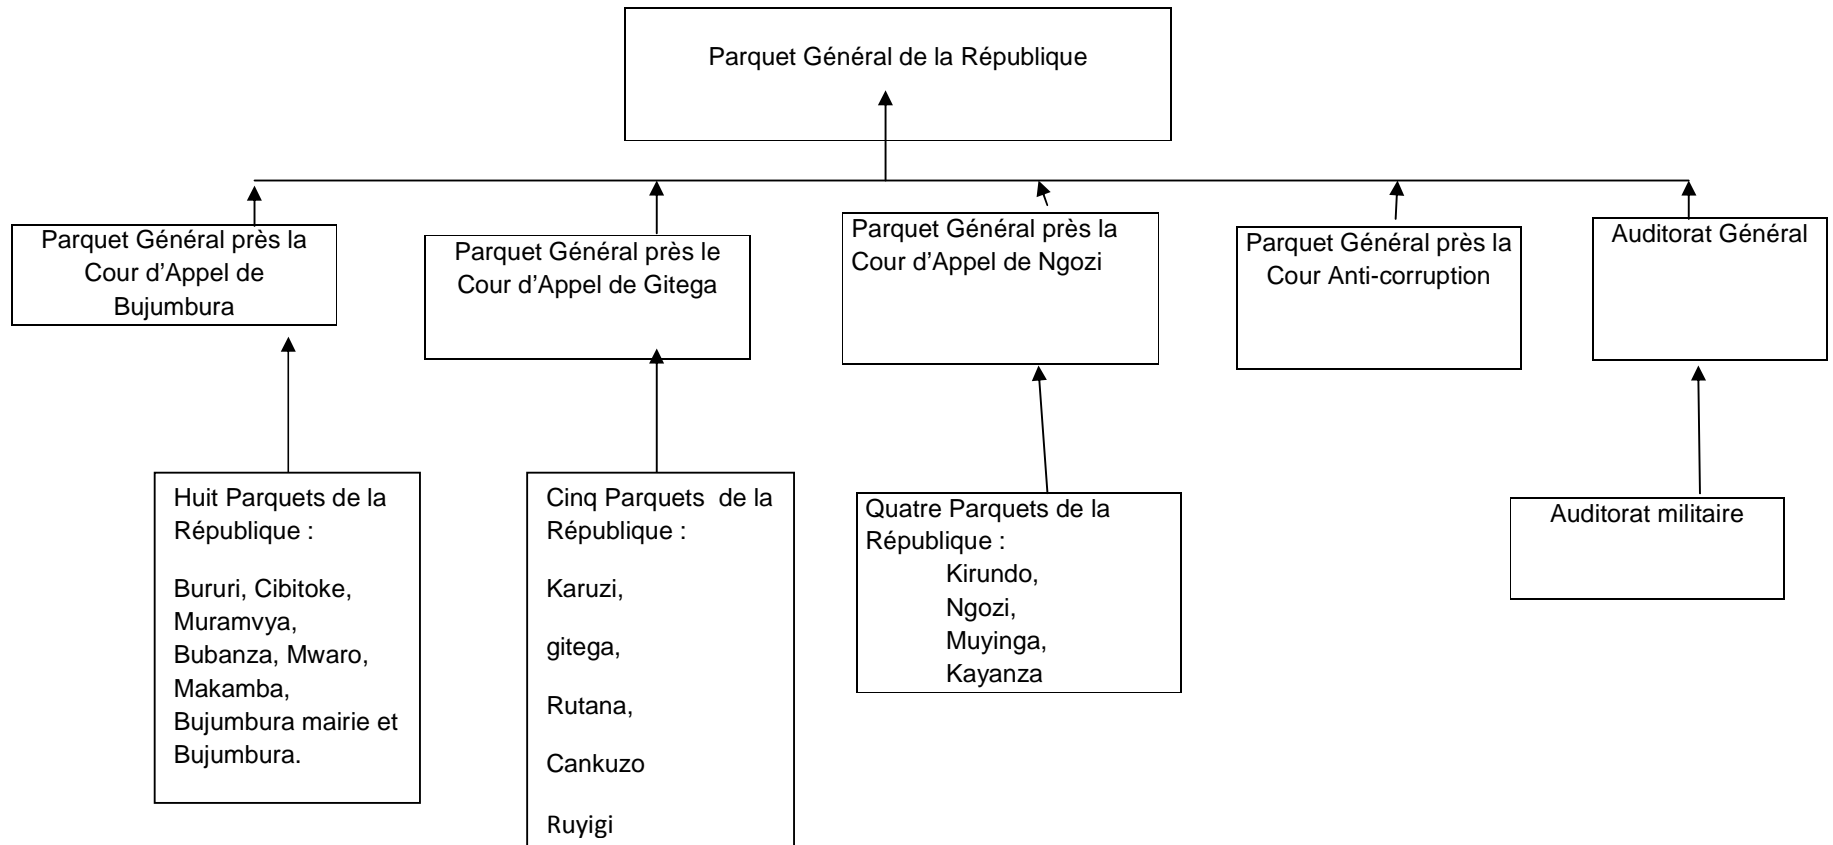 Parquet Général de la République
Parquet Général près la
Cour d’Appel de
Bujumbura
Parquet Général près le
Cour d’Appel de Gitega
Parquet Général près la
Cour d’Appel de Ngozi
Parquet Général près la
Cour Anti-corruption
Auditorat Général
Huit Parquets de la
République :
Bururi, Cibitoke,
Muramvya,
Bubanza, Mwaro,
Makamba,
Bujumbura mairie et
Bujumbura.
Cinq Parquets  de la
République :
Karuzi,
gitega,
Rutana,
Cankuzo
Ruyigi
Quatre Parquets de la
République :
Kirundo,
Ngozi,
Muyinga,
Kayanza
Auditorat militaire